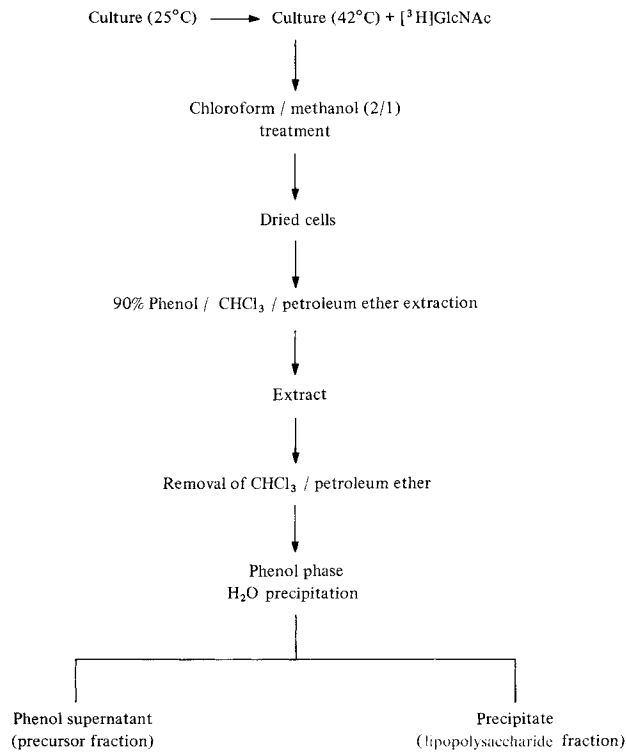 Culture (25°C) ⟶ Culture (42°C) + [³H]GlcNAc
Chloroform / methanol (2/1)
treatment
Dried cells
90% Phenol / CHCl₃ / petroleum ether extraction
Extract
Removal of CHCl₃ / petroleum ether
Phenol phase
H₂O precipitation
Phenol supernatant
(precursor fraction)
Precipitate
(lipopolysaccharide fraction)